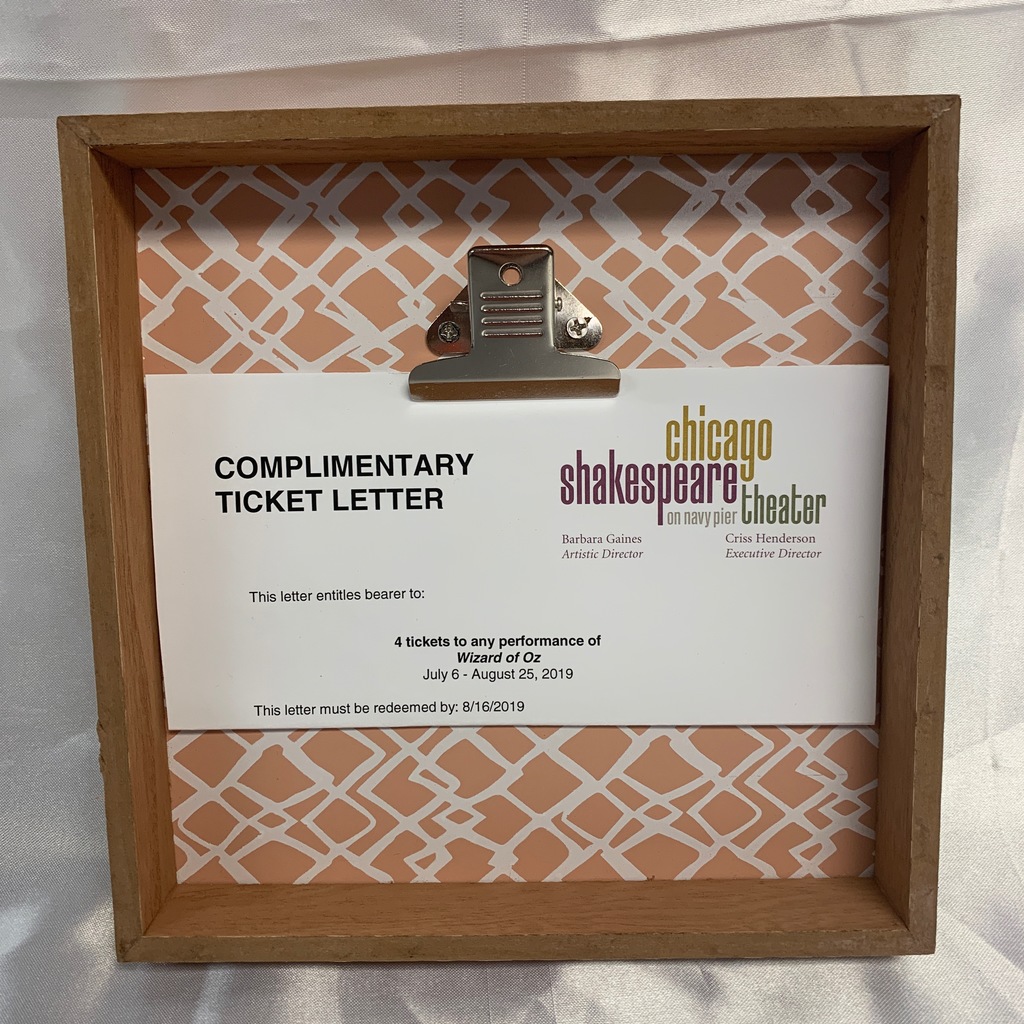 COMPLIMENTARY
TICKET LETTER
chicago
shakespeare
on navy pier theater
Barbara Gaines
Artistic Director
Criss Henderson
Executive Director
This letter entitles bearer to:
4 tickets to any performance of
Wizard of Oz
July 6 - August 25, 2019
This letter must be redeemed by: 8/16/2019